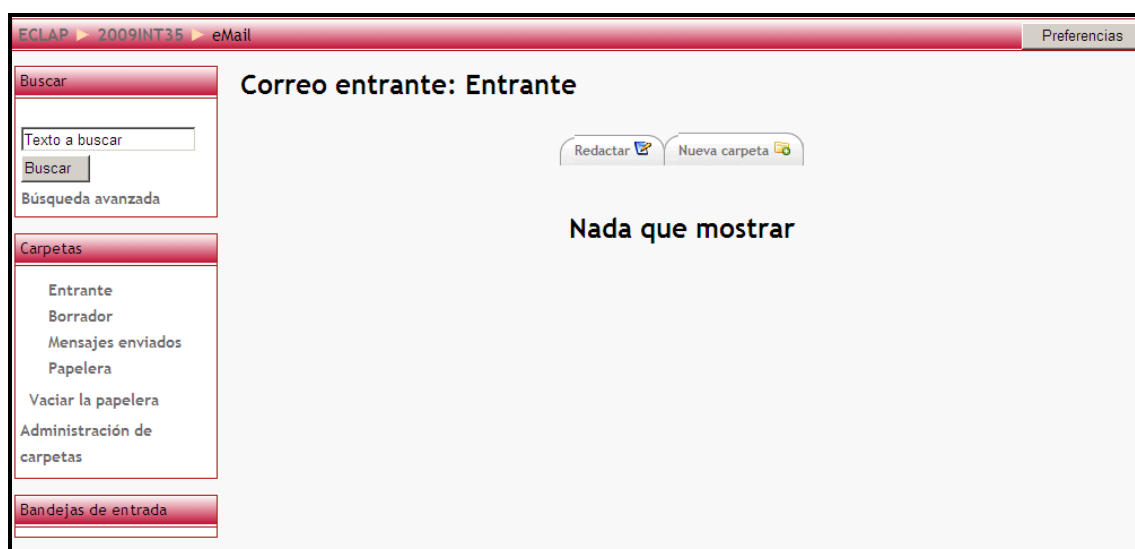 ECLAP 2009INT35 eMail
Preferencias
Buscar
Texto a buscar
Buscar
Búsqueda avanzada
Carpetas
Entrante
Borrador
Mensajes enviados
Papelera
Vaciar la papelera
Administración de
carpetas
Bandejas de entrada
Correo entrante: Entrante
Redactar
Nueva carpeta
Nada que mostrar